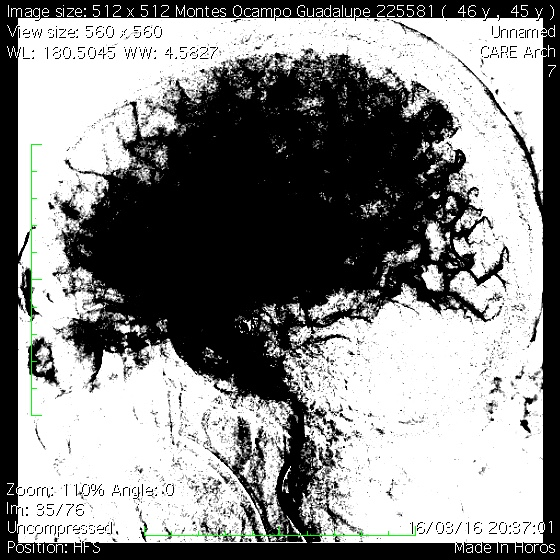 Image size: 512 x 512 Montes Ocampo Guadalupe 225581 ( 46 y , 45 y )
View size: 560 x 560 Unnamed
WL: 180.5045 WW: 4.5827 CARE Arch
7
Zoom: 110% Angle: 0
Im: 35/76
Uncompressed 16/03/16 20:37:01
Position: HFS Made In Horos